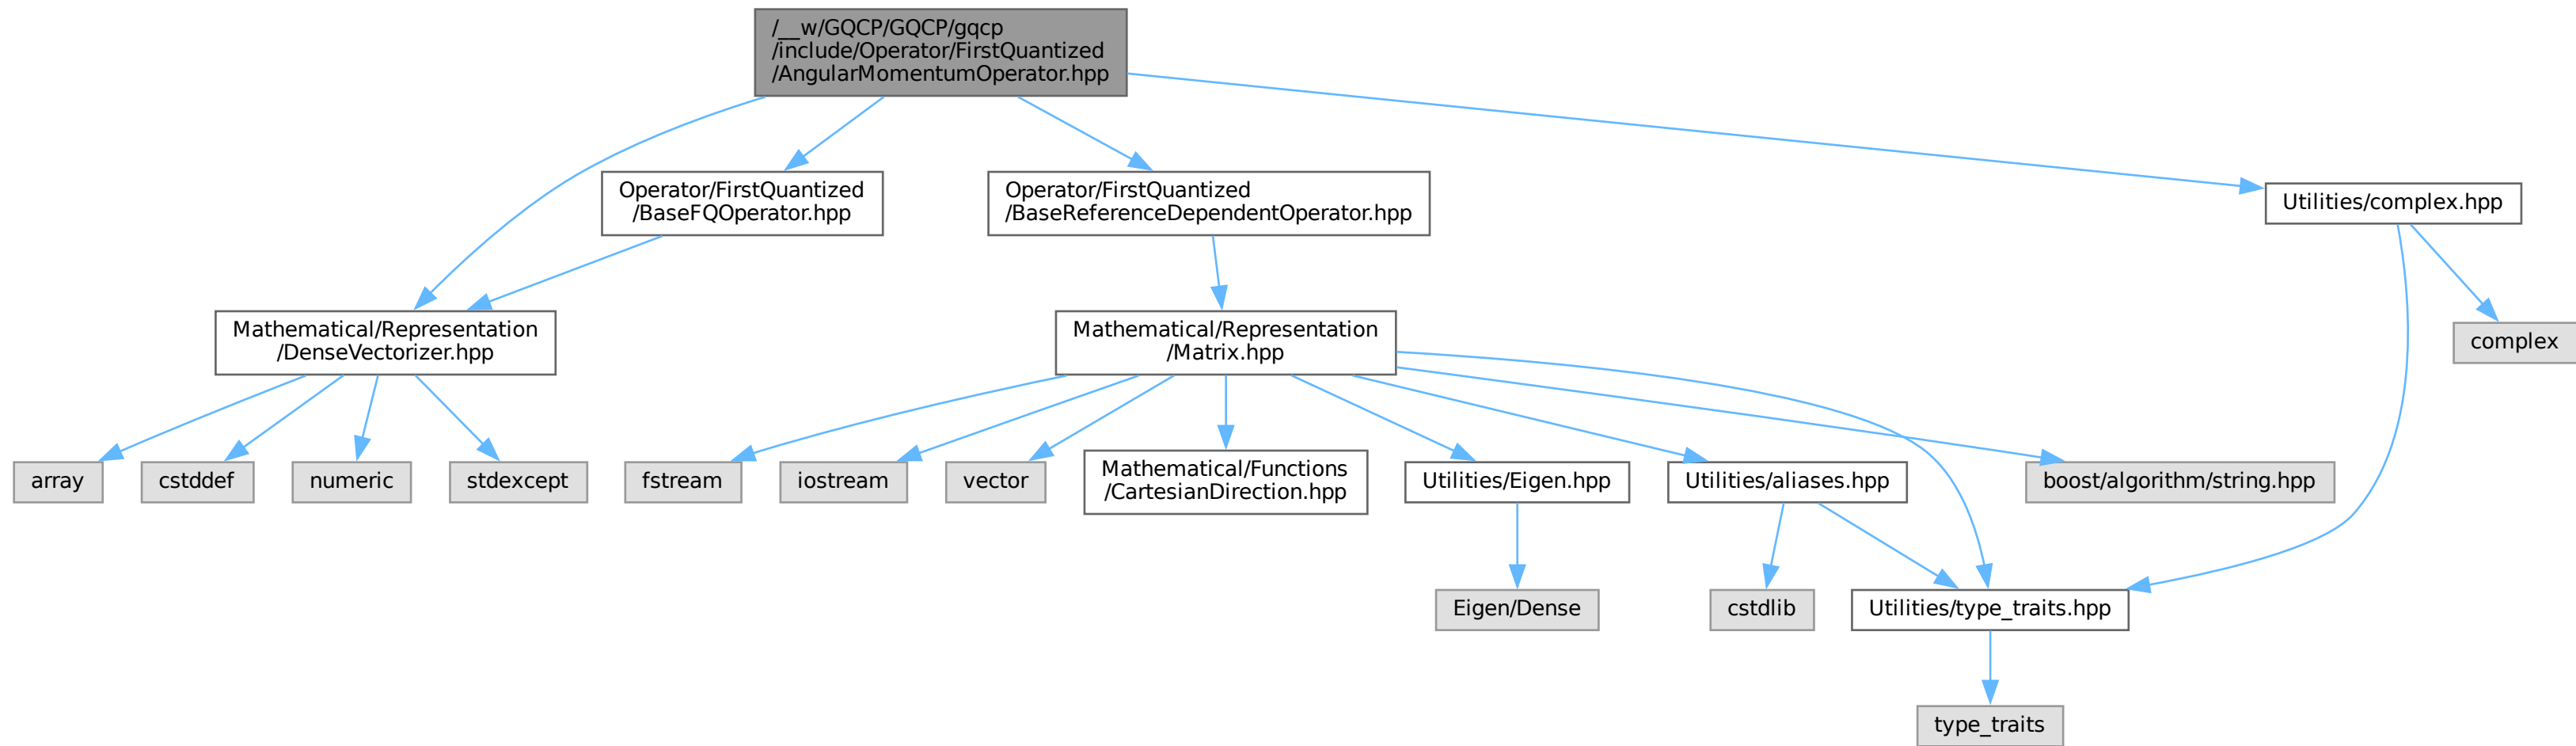 /__w/GQCP/GQCP/gqcp
/include/Operator/FirstQuantized
/AngularMomentumOperator.hpp
Operator/FirstQuantized
/BaseFQOperator.hpp
Operator/FirstQuantized
/BaseReferenceDependentOperator.hpp
Utilities/complex.hpp
Mathematical/Representation
/DenseVectorizer.hpp
Mathematical/Representation
/Matrix.hpp
complex
array
cstddef
numeric
stdexcept
fstream
iostream
vector
Mathematical/Functions
/CartesianDirection.hpp
Utilities/Eigen.hpp
Utilities/aliases.hpp
boost/algorithm/string.hpp
Eigen/Dense
cstdlib
Utilities/type_traits.hpp
type_traits